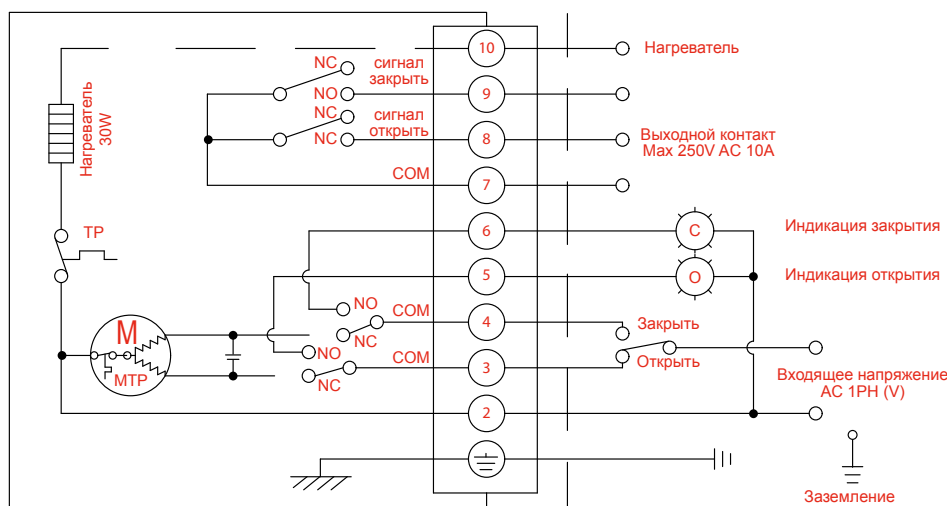 10
Нагреватель
NC
сигнал
закрыть
NO
9
NC
сигнал
открыть
NC
8
Выходной контакт
Max 250V AC 10A
COM
7
Нагреватель
30W
TP
6
C
Индикация закрытия
5
O
Индикация открытия
NO
COM
4
Закрыть
NC
M
MTP
NO
COM
3
Открыть
NC
Входящее напряжение
AC 1PH (V)
2
Заземление